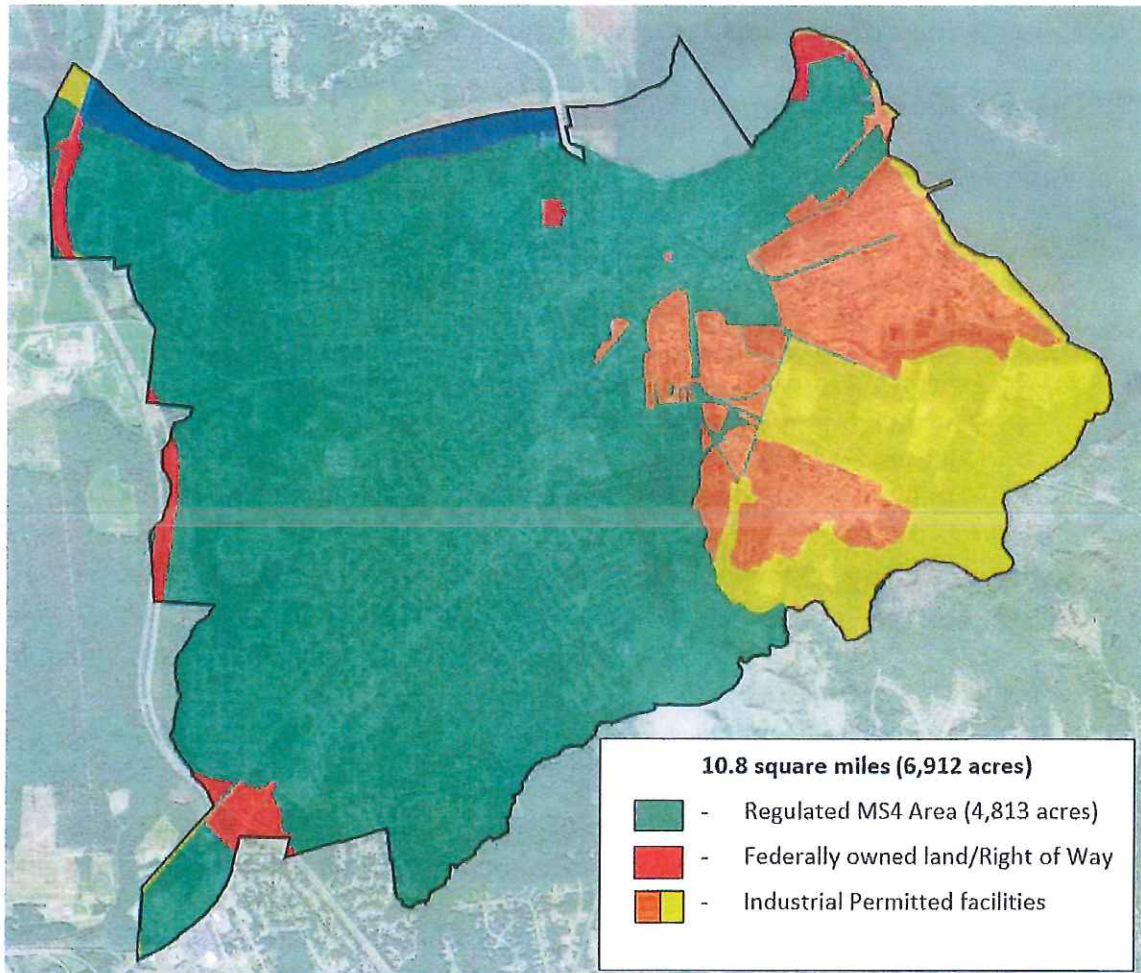 10.8 square miles (6,912 acres)
- Regulated MS4 Area (4,813 acres)
- Federally owned land/Right of Way
- Industrial Permitted facilities